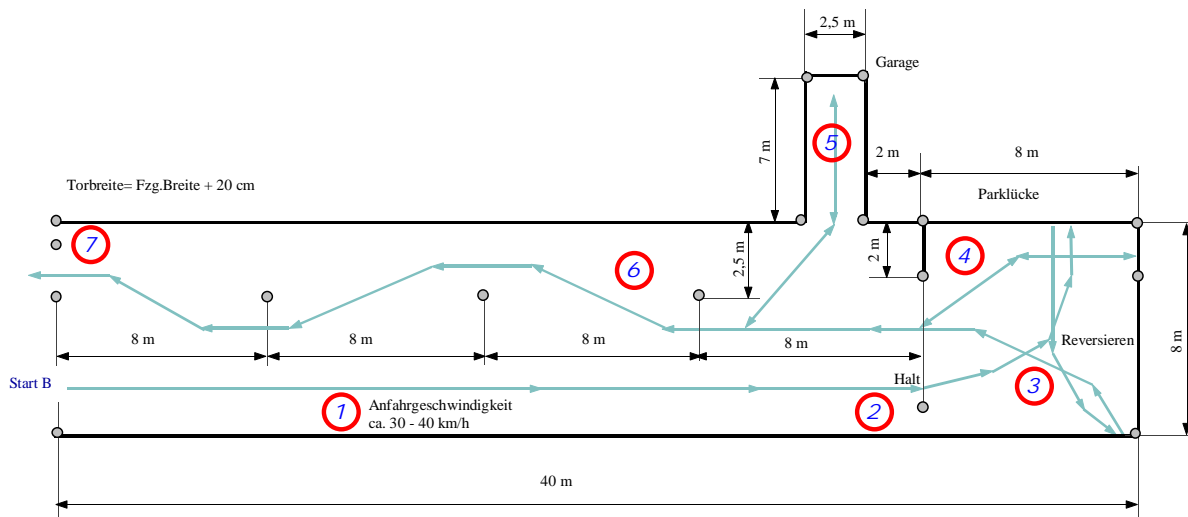 2,5 m
Garage
7 m
5
2 m
8 m
Parklücke
Torbreite= Fzg.Breite + 20 cm
7
6
2,5 m
2 m
4
8 m
8 m
8 m
8 m
8 m
Reversieren
Start B
Halt
3
1
Anfahrgeschwindigkeit
ca. 30 - 40 km/h
2
40 m